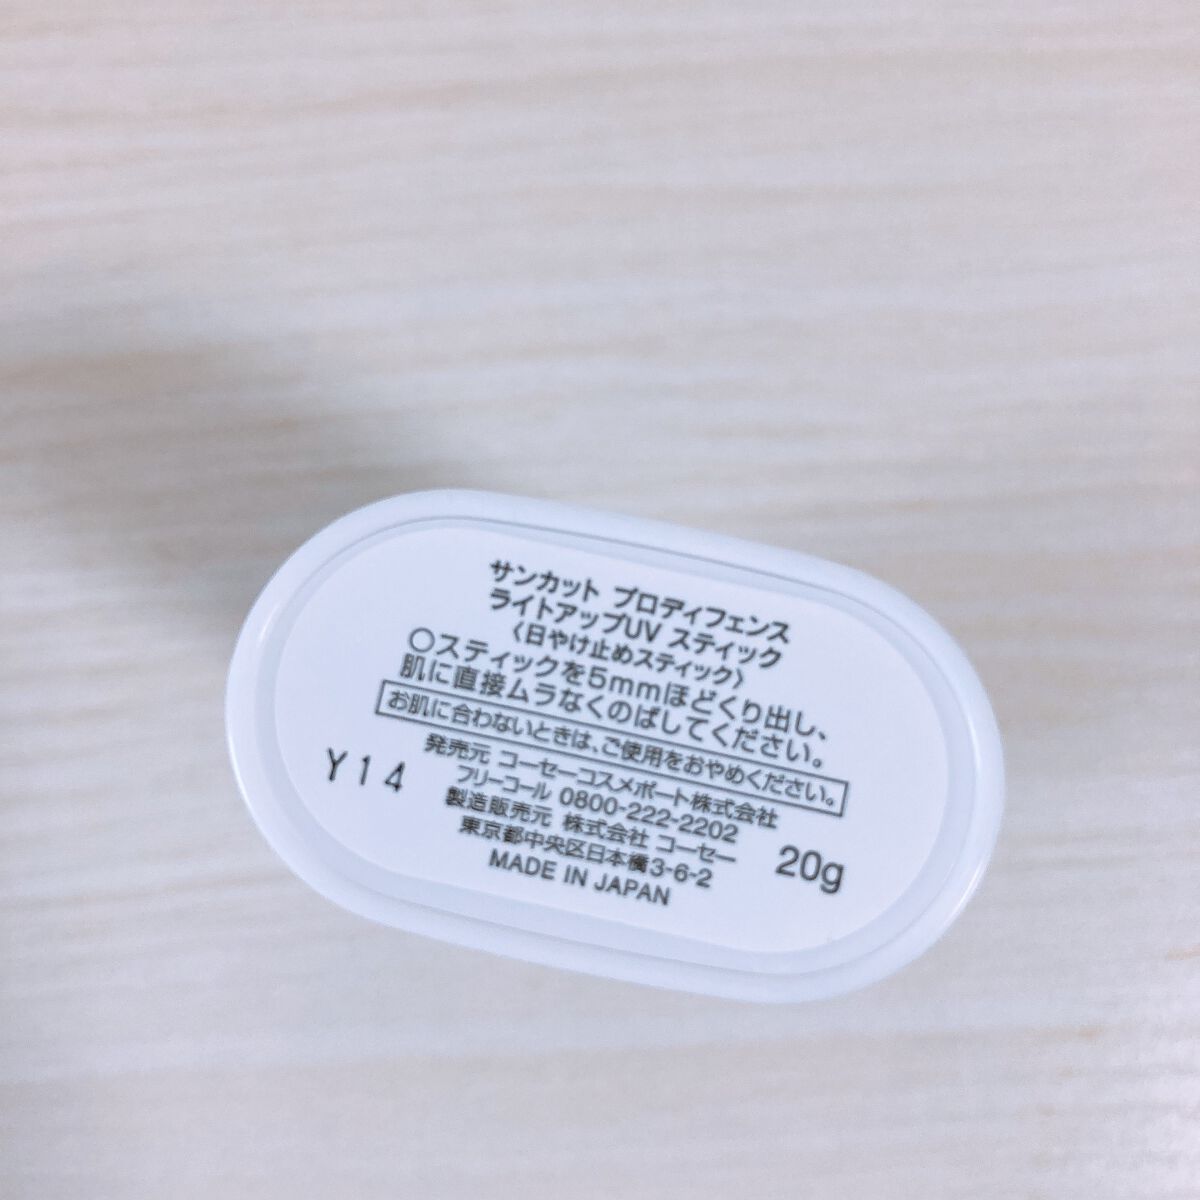 サンカット プロディフェンス
ライトアップUV スティック
〈日やけ止めスティック〉
○スティックを5mmほどくり出し、
肌に直接ムラなくのばしてください。
お肌に合わないときは、ご使用をおやめください。
発売元 コーセーコスメポート株式会社
フリーコール 0800-222-2202
製造販売元 株式会社 コーセー
東京都中央区日本橋3-6-2
MADE IN JAPAN
Y14
20g